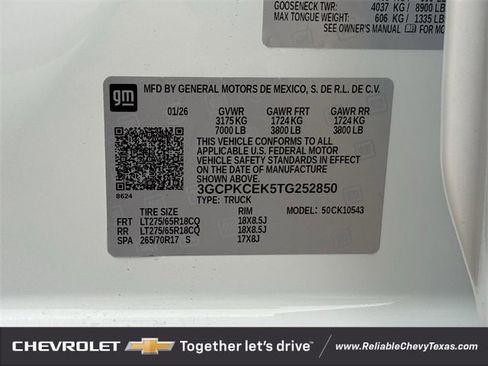 GOOSENECK TWR: 4037 KG / 8900 LB
MAX TONGUE WEIGHT: 606 KG / 1335 LB
SEE OWNER'S MANUAL FOR MO
gm
MFD BY GENERAL MOTORS DE MEXICO, S. DE R.L. DE C.V.
01/26 GVWR GAWR FRT GAWR RR
3175 KG 1724 KG 1724 KG
7000 LB 3800 LB 3800 LB
THIS VEHICLE CONFORMS TO ALL
APPLICABLE U.S. FEDERAL MOTOR
VEHICLE SAFETY STANDARDS IN
EFFECT ON THE DATE OF MANUFACTURE
SHOWN ABOVE.
3GCPKCEK5TG252850
TYPE: TRUCK
8624
TIRE SIZE RIM MODEL: 50CK10543
FRT LT275/65R18CQ 18X8.5J
RR LT275/65R18CQ 18X8.5J
SPA 265/70R17 S 17X8J
CHEVROLET Together let's drive™ www.ReliableChevyTexas.com